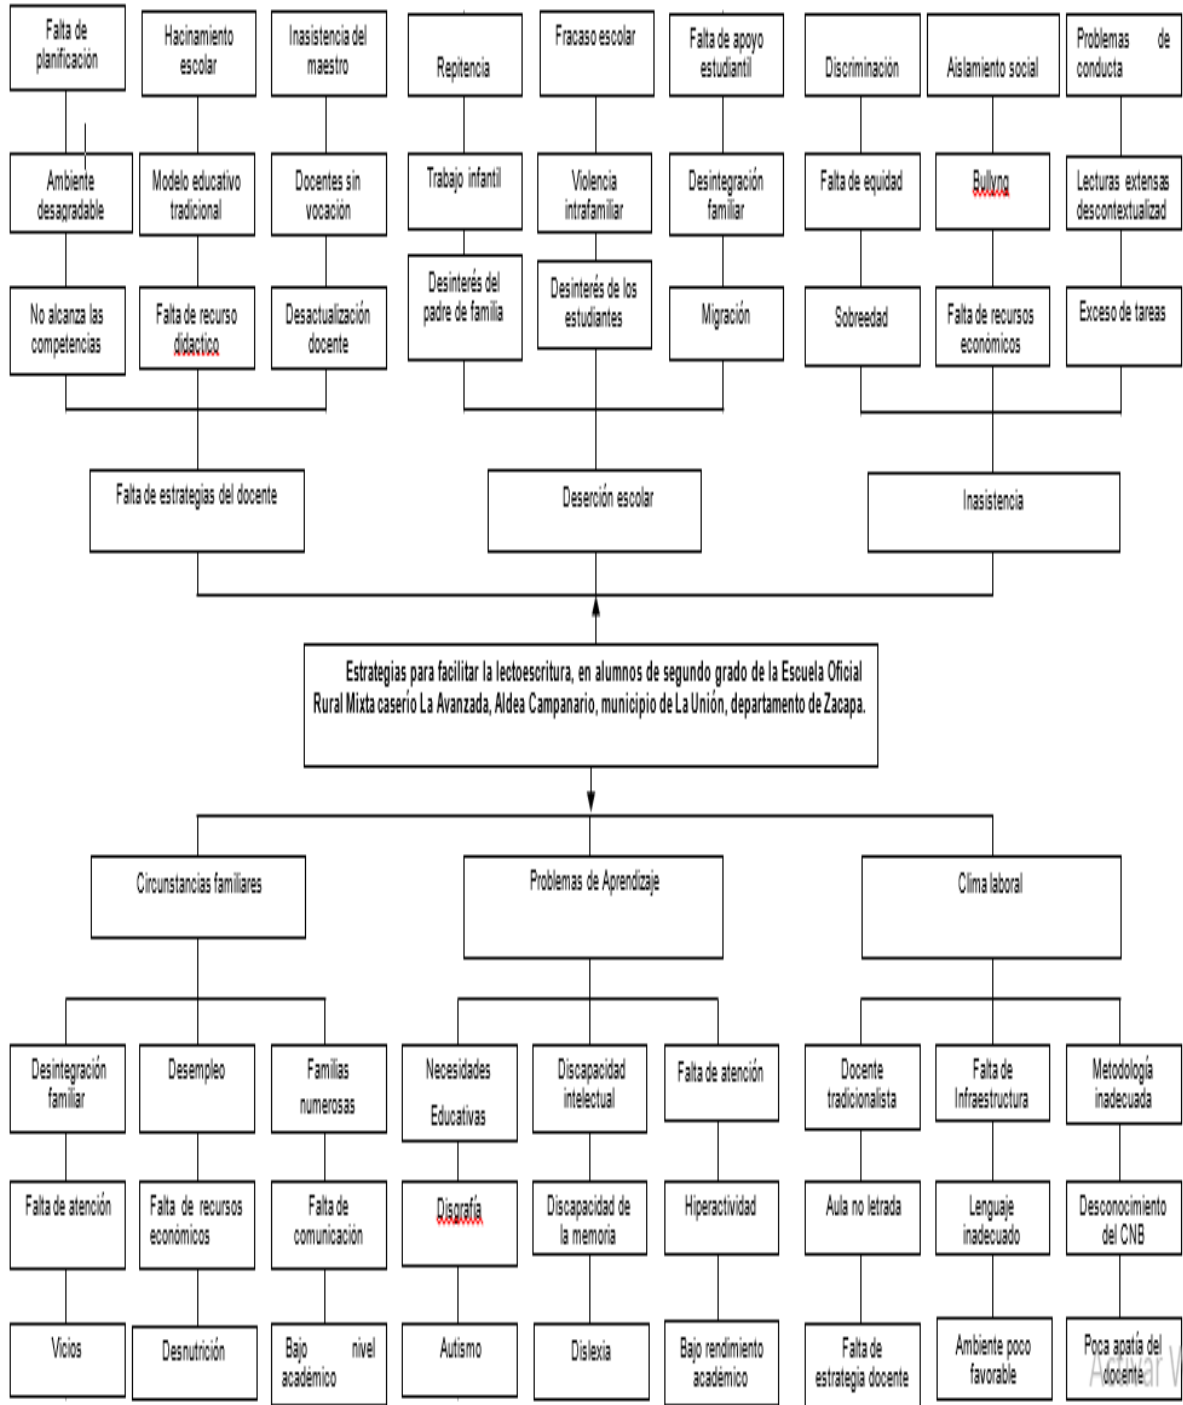 Falta de
planificación
Hacinamiento
escolar
Inasistencia del
maestro
Repitencia
Fracaso escolar
Falta de apoyo
estudiantil
Discriminación
Aislamiento social
Problemas de
conducta
Ambiente
desagradable
Modelo educativo
tradicional
Docentes sin
vocación
Trabajo infantil
Violencia
intrafamiliar
Desintegración
familiar
Falta de equidad
Bullyng
Lecturas extensas
descontextualizad
No alcanza las
competencias
Falta de recurso
didactico
Desactualización
docente
Desinterés del
padre de familia
Desinterés de los
estudiantes
Migración
Sobreedad
Falta de recursos
económicos
Exceso de tareas
Falta de estrategias del docente
Deserción escolar
Inasistencia
Estrategias para facilitar la lectoescritura, en alumnos de segundo grado de la Escuela Oficial
Rural Mixta caserío La Avanzada, Aldea Campanario, municipio de La Unión, departamento de Zacapa.
Circunstancias familiares
Problemas de Aprendizaje
Clima laboral
Desintegración
familiar
Desempleo
Familias
numerosas
Necesidades
Educativas
Discapacidad
intelectual
Falta de atención
Docente
tradicionalista
Falta de
Infraestructura
Metodología
inadecuada
Falta de atención
Falta de recursos
económicos
Falta de
comunicación
Disgrafía
Discapacidad de
la memoria
Hiperactividad
Aula no letrada
Lenguaje
inadecuado
Desconocimiento
del CNB
Vicios
Desnutrición
Bajo nivel
académico
Autismo
Dislexia
Bajo rendimiento
académico
Falta de
estrategia docente
Ambiente poco
favorable
Poca apatía del
docente
Activar W